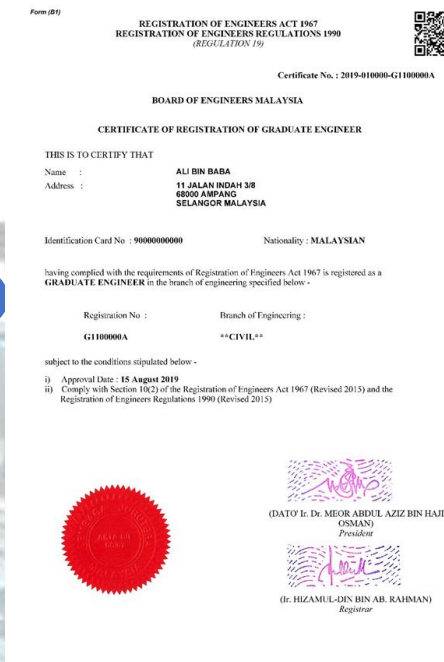 Form (B1)
REGISTRATION OF ENGINEERS ACT 1967
REGISTRATION OF ENGINEERS REGULATIONS 1990
(REGULATION 19)
Certificate No. : 2019-010000-G1100000A
BOARD OF ENGINEERS MALAYSIA
CERTIFICATE OF REGISTRATION OF GRADUATE ENGINEER
THIS IS TO CERTIFY THAT
Name : ALI BIN BABA
Address : 11 JALAN INDAH 3/8
68000 AMPANG
SELANGOR MALAYSIA
Identification Card No : 90000000000 Nationality : MALAYSIAN
having complied with the requirements of Registration of Engineers Act 1967 is registered as a
GRADUATE ENGINEER in the branch of engineering specified below -
Registration No : Branch of Engineering :
G1100000A **CIVIL**
subject to the conditions stipulated below -
i) Approval Date : 15 August 2019
ii) Comply with Section 10(2) of the Registration of Engineers Act 1967 (Revised 2015) and the
Registration of Engineers Regulations 1990 (Revised 2015)
(DATO' Ir. Dr. MEOR ABDUL AZIZ BIN HAJI
OSMAN)
President
(Ir. HIZAMUL-DIN BIN AB. RAHMAN)
Registrar